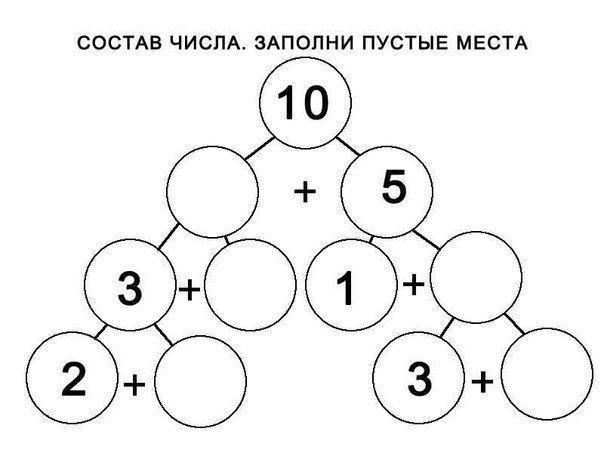 СОСТАВ ЧИСЛА. ЗАПОЛНИ ПУСТЫЕ МЕСТА
10
+ 5
3 + 1 +
2 + 3 +